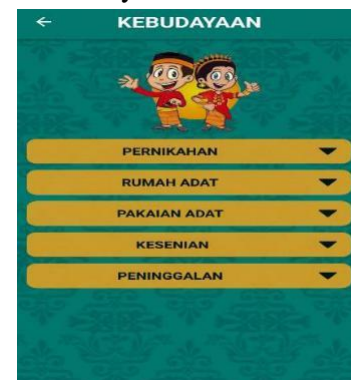 KEBUDAYAAN
PERNIKAHAN
RUMAH ADAT
PAKAIAN ADAT
KESENIAN
PENINGGALAN